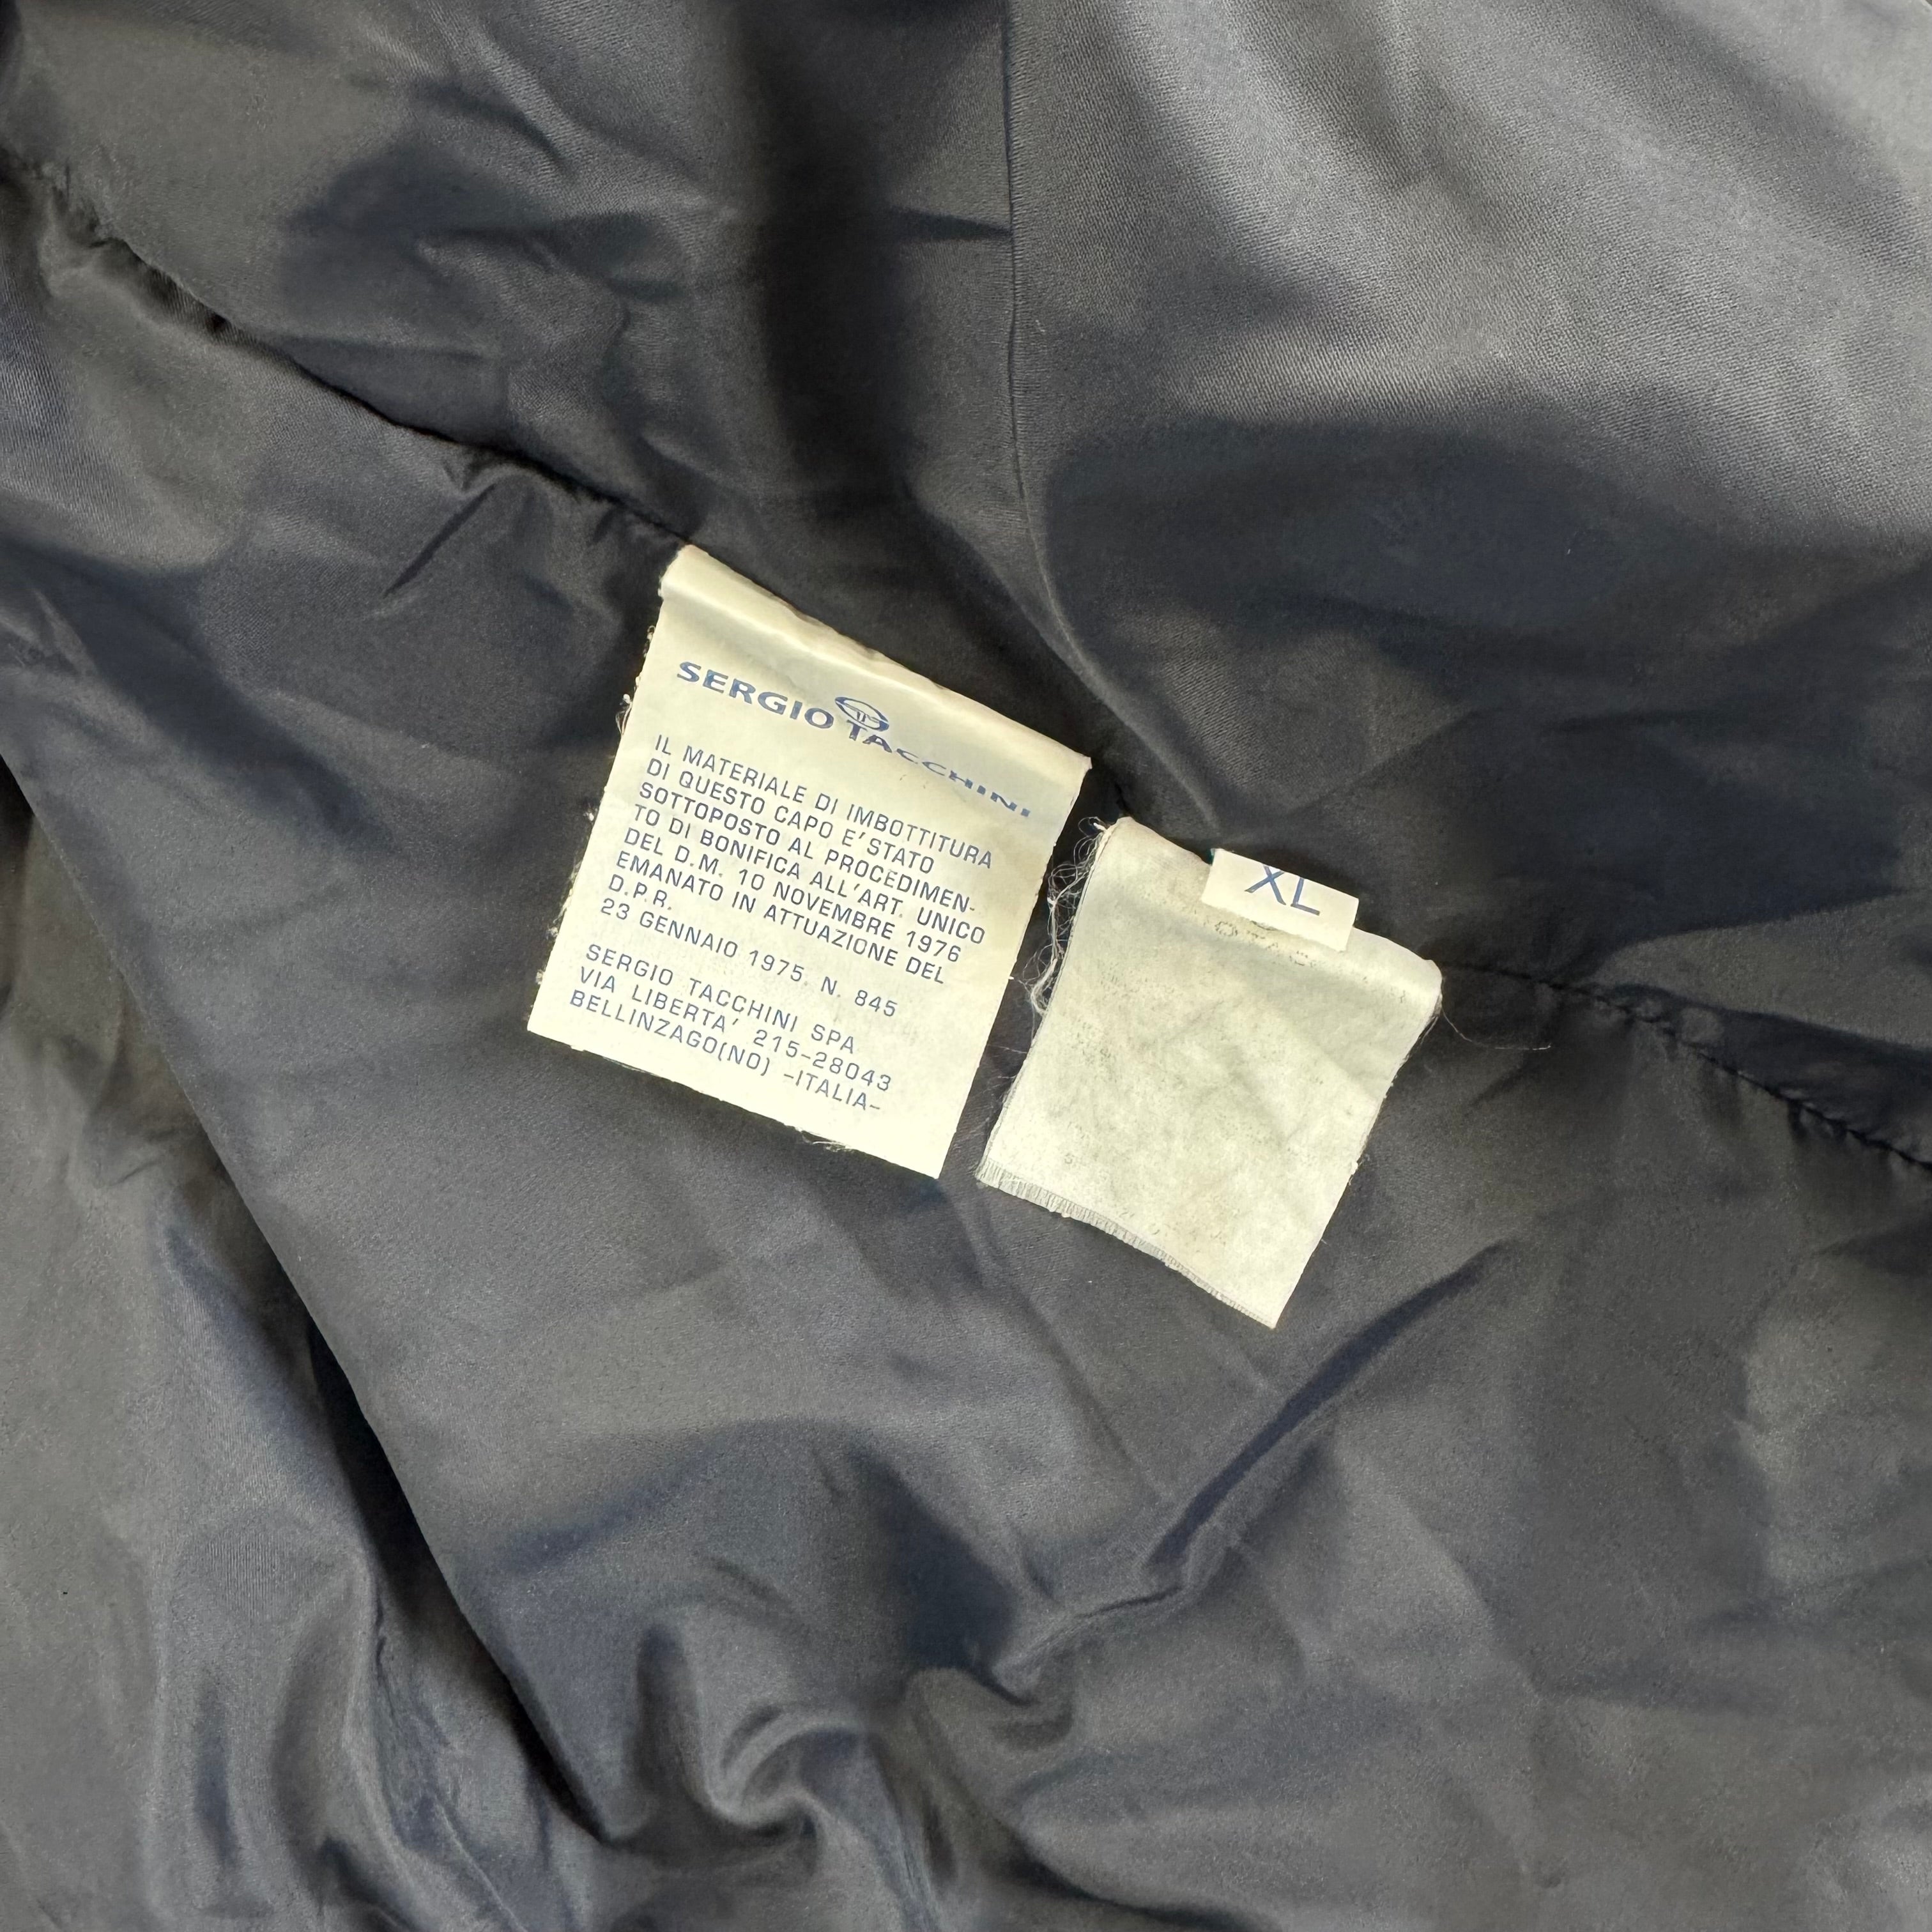 SERGIO TACCHINI
IL MATERIALE DI IMBOTTITURA
DI QUESTO CAPO E' STATO
SOTTOPOSTO AL PROCEDIMEN-
TO DI BONIFICA ALL'ART. UNICO
DEL D.M. 10 NOVEMBRE 1976
EMANATO IN ATTUAZIONE DEL
D.P.R.
23 GENNAIO 1975 N. 845
SERGIO TACCHINI SPA
VIA LIBERTA' 215-28043
BELLINZAGO(NO) -ITALIA-
XL